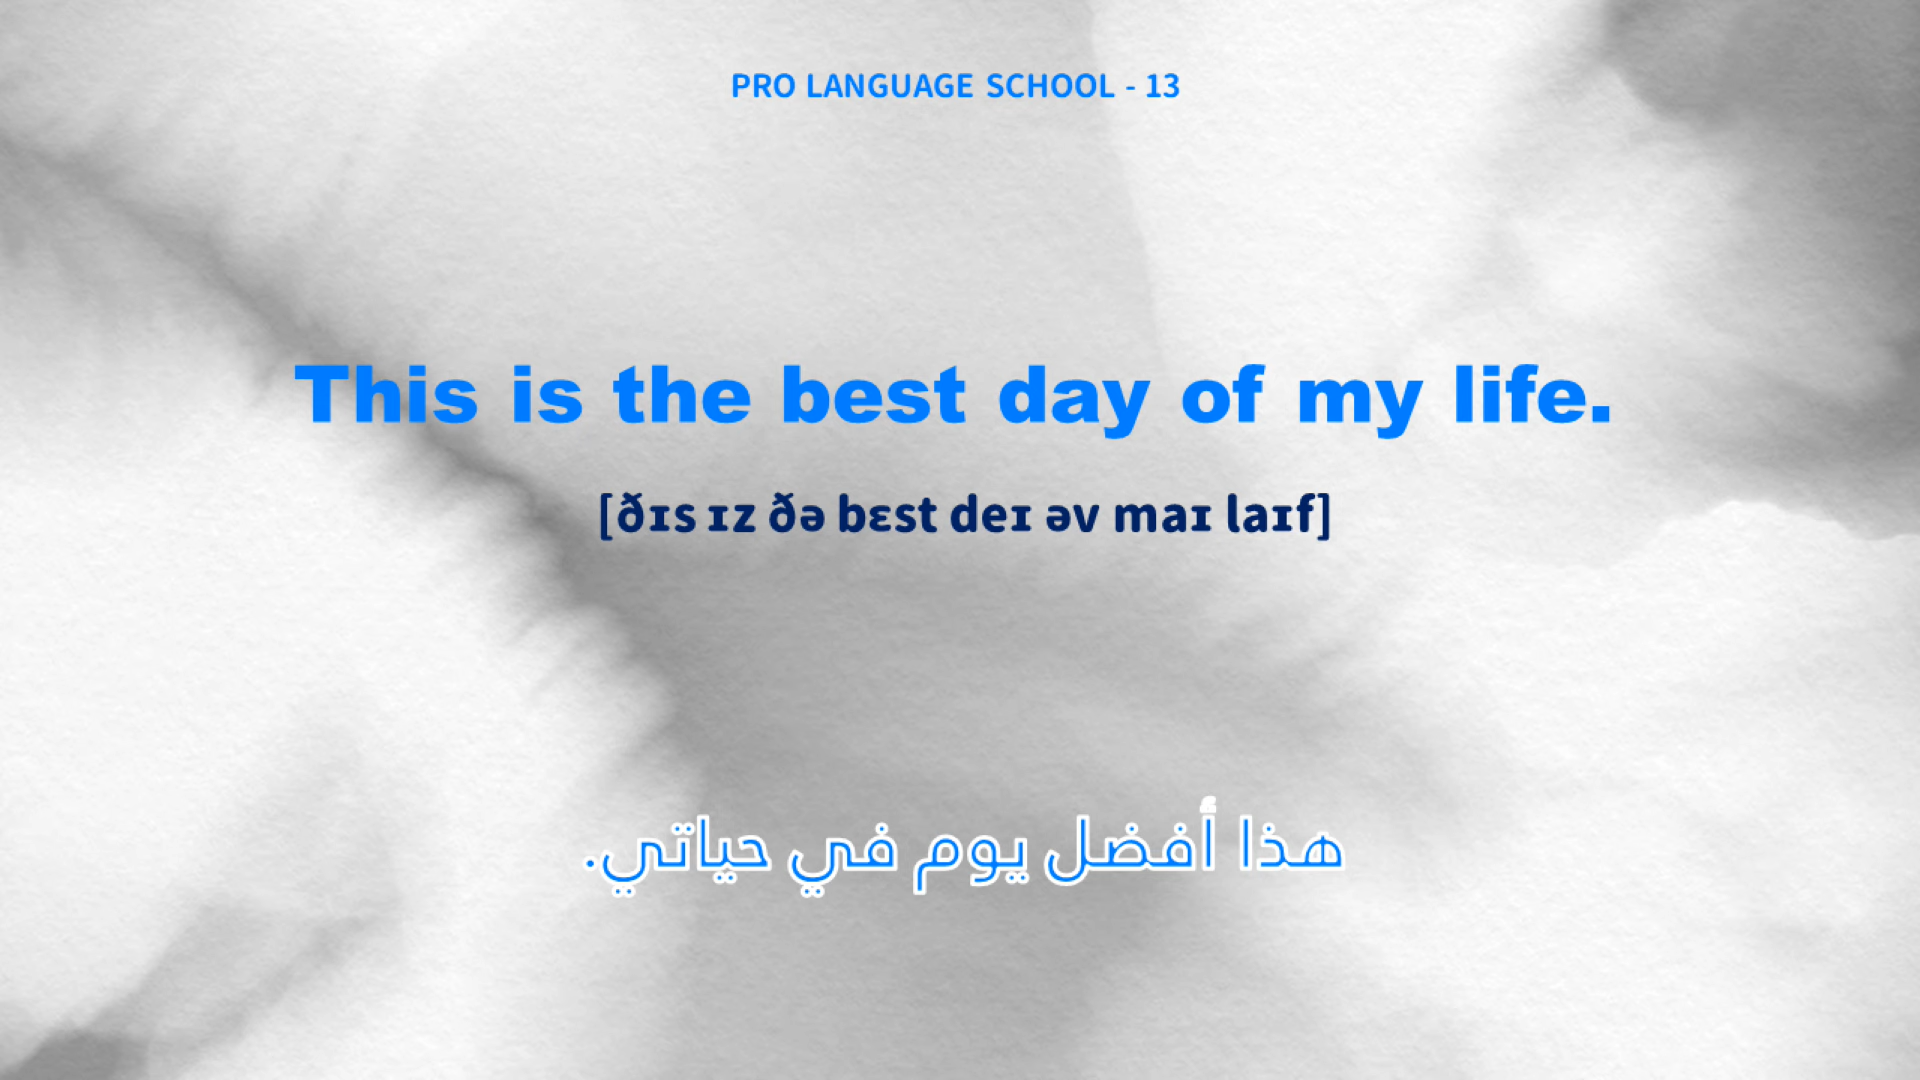 PRO LANGUAGE SCHOOL - 13
This is the best day of my life.
[ðɪs ɪz ðə bɛst deɪ əv maɪ laɪf]
هذا أفضل يوم في حياتي.